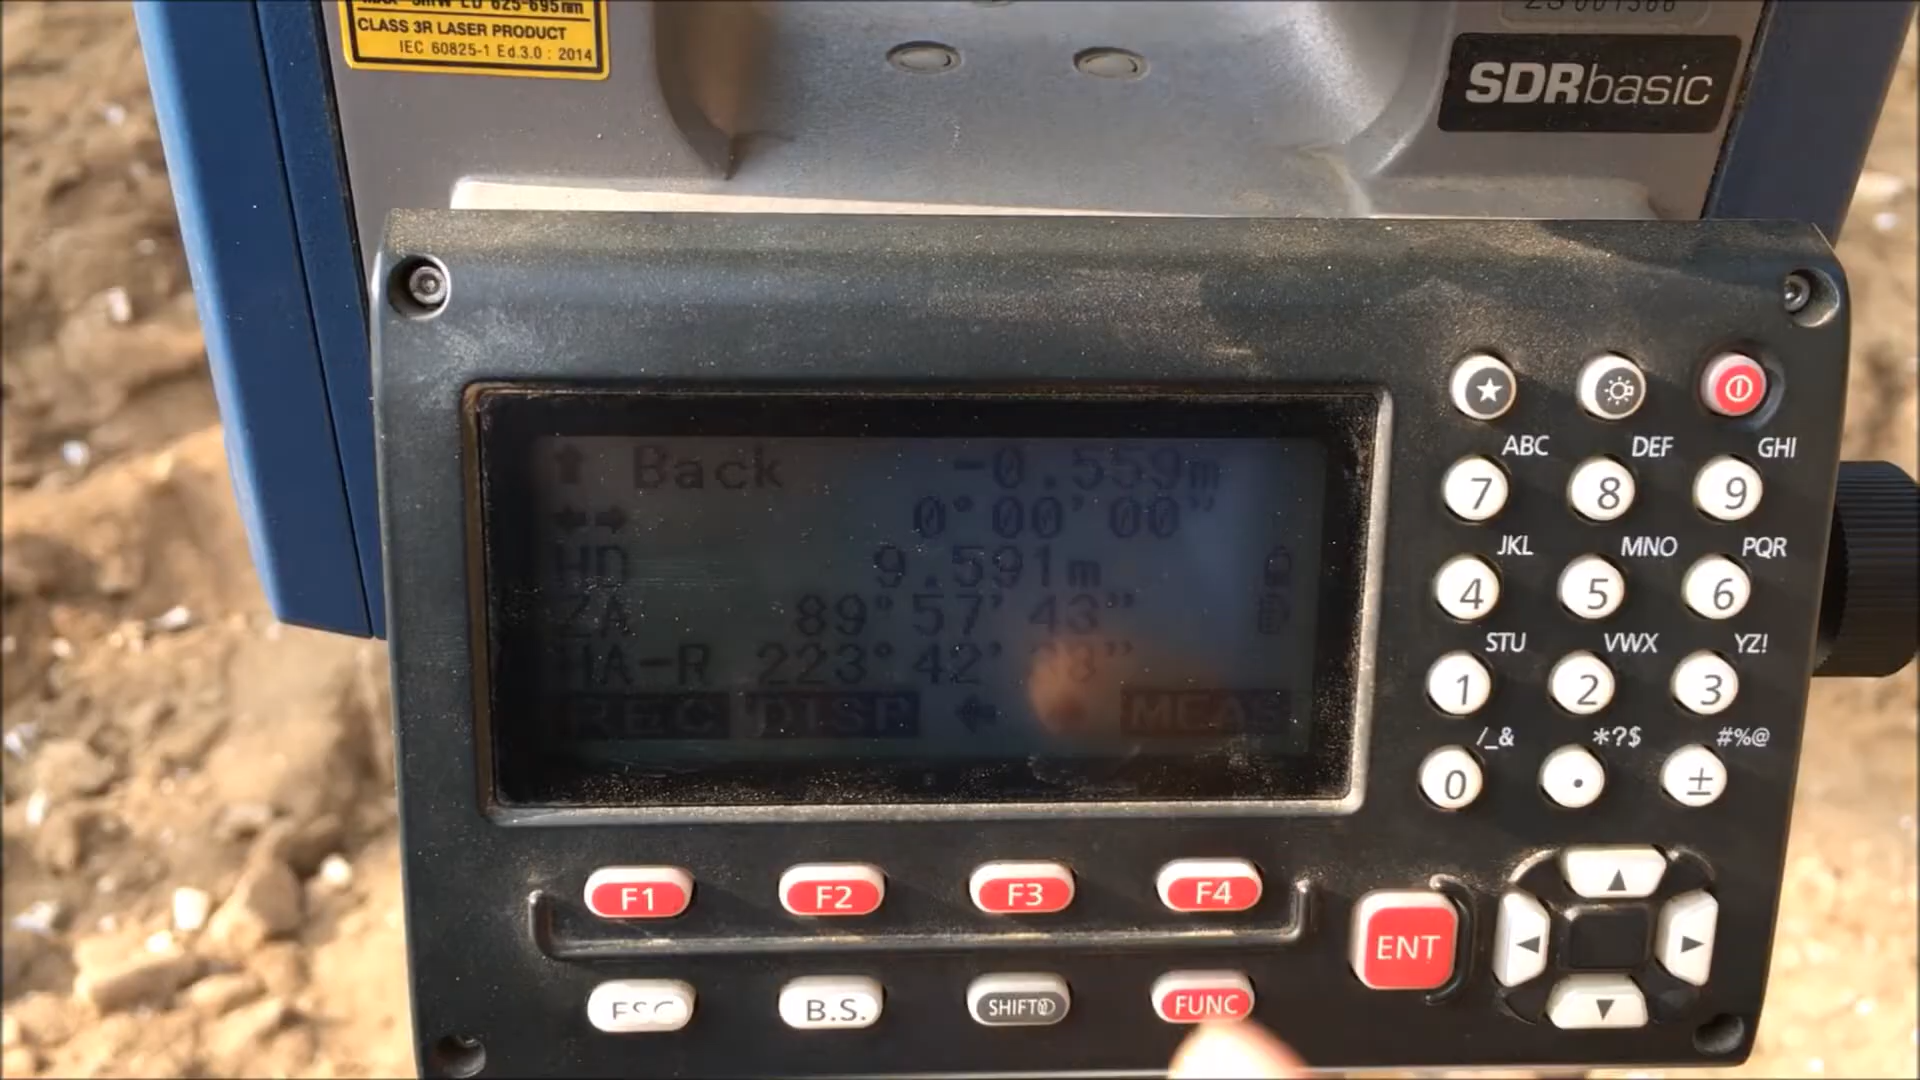 CLASS 3R LASER PRODUCT
IEC 60825-1 Ed.3.0 : 2014
SDRbasic
Back -0.559m
0°00'00"
HD 9.591m
ZA 89°57'43"
HA-R 223°42'
REC DISP MEAS
ABC DEF GHI
7 8 9
JKL MNO PQR
4 5 6
STU VWX YZ!
1 2 3
/_& *?$ #%@
0 . ±
F1 F2 F3 F4
ENT
ESC B.S. SHIFT FUNC